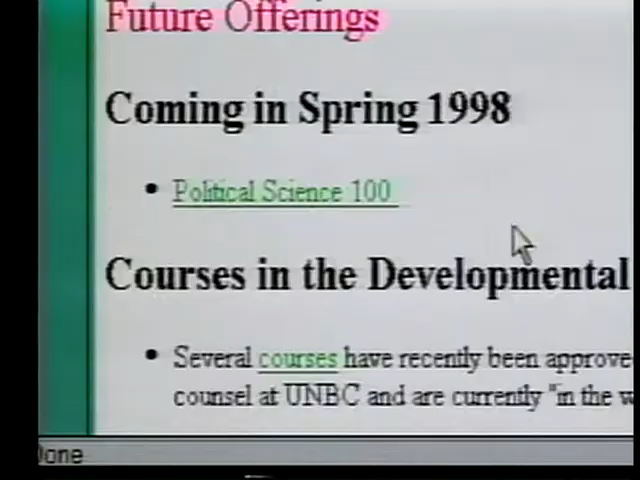 Future Offerings
Coming in Spring 1998
Political Science 100
Courses in the Developmental
Several courses have recently been approve
counsel at UNBC and are currently "in the w
Done